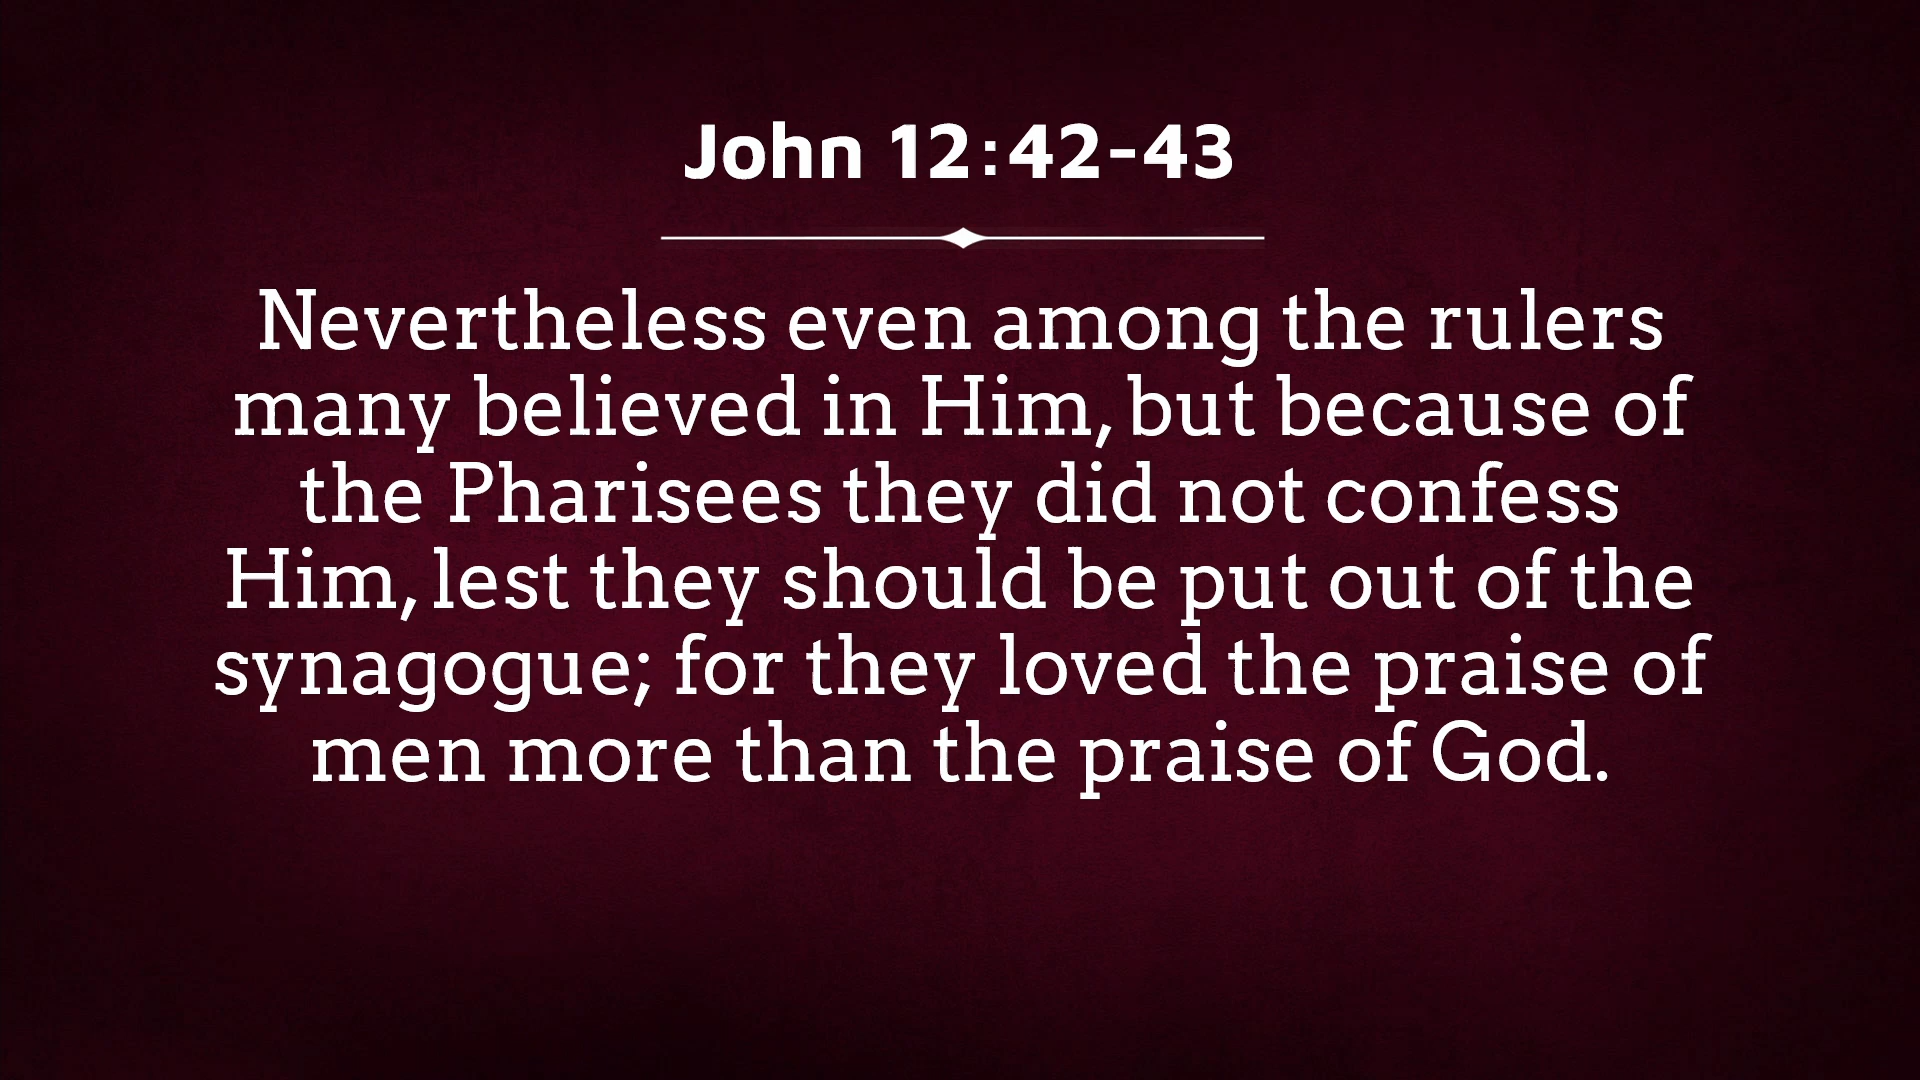 John 12:42-43
Nevertheless even among the rulers
many believed in Him, but because of
the Pharisees they did not confess
Him, lest they should be put out of the
synagogue; for they loved the praise of
men more than the praise of God.